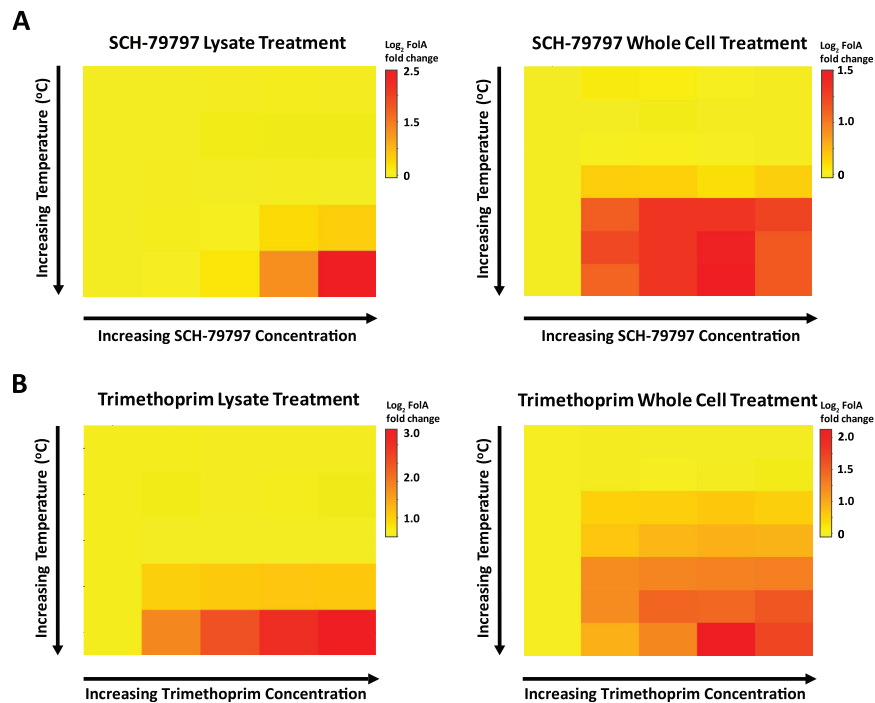 A
SCH-79797 Lysate Treatment
Log2 FolA
fold change
2.5
1.5
0
Increasing Temperature (ºC)
Increasing SCH-79797 Concentration
SCH-79797 Whole Cell Treatment
Log2 FolA
fold change
1.5
1.0
0
Increasing Temperature (ºC)
Increasing SCH-79797 Concentration
B
Trimethoprim Lysate Treatment
Log2 FolA
fold change
3.0
2.0
1.0
Increasing Temperature (ºC)
Increasing Trimethoprim Concentration
Trimethoprim Whole Cell Treatment
Log2 FolA
fold change
2.0
1.5
1.0
0
Increasing Temperature (ºC)
Increasing Trimethoprim Concentration